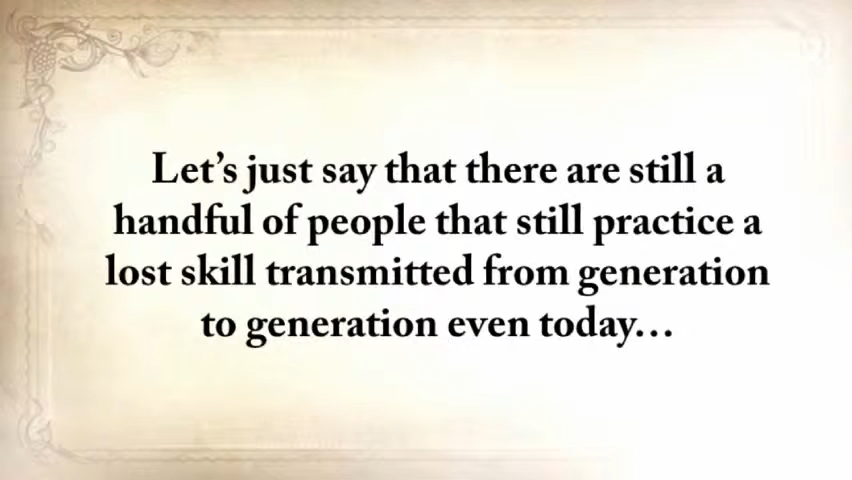 Let's just say that there are still a
handful of people that still practice a
lost skill transmitted from generation
to generation even today...